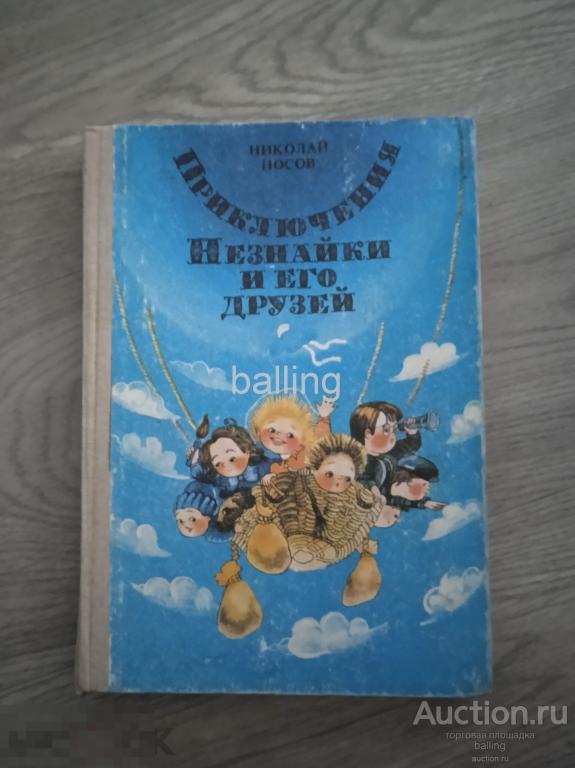 НИКОЛАЙ
НОСОВ
ПРИКЛЮЧЕНИЯ
НЕЗНАЙКИ
И ЕГО
ДРУЗЕЙ
balling
Auction.ru
торговая площадка
balling
auction.ru